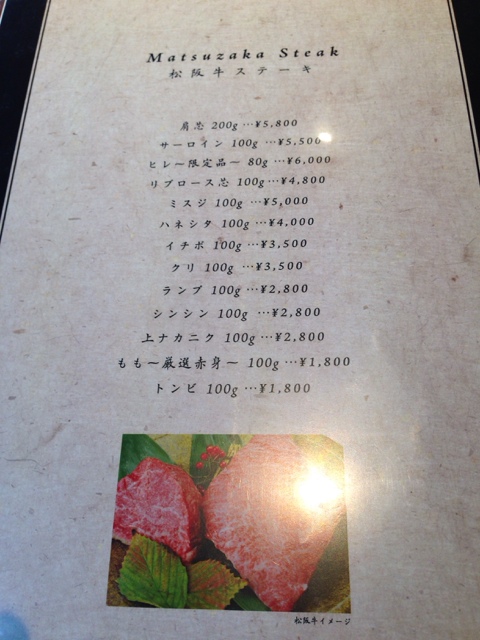 Matsuzaka Steak
松阪牛ステーキ
肩芯 200g …¥5,800
サーロイン 100g …¥5,500
ヒレ〜限定品〜 80g …¥6,000
リブロース芯 100g …¥4,800
ミスジ 100g …¥5,000
ハネシタ 100g …¥4,000
イチボ 100g …¥3,500
クリ 100g …¥3,500
ランプ 100g …¥2,800
シンシン 100g …¥2,800
上ナカニク 100g …¥2,800
もも〜厳選赤身〜 100g …¥1,800
トンビ 100g …¥1,800
松阪牛イメージ